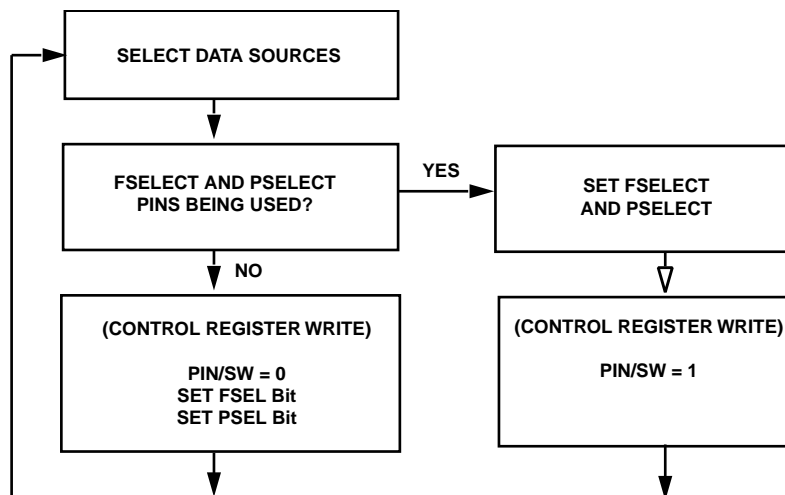 SELECT DATA SOURCES
FSELECT AND PSELECT
PINS BEING USED?
YES
SET FSELECT
AND PSELECT
NO
(CONTROL REGISTER WRITE)
PIN/SW = 0
SET FSEL Bit
SET PSEL Bit
(CONTROL REGISTER WRITE)
PIN/SW = 1